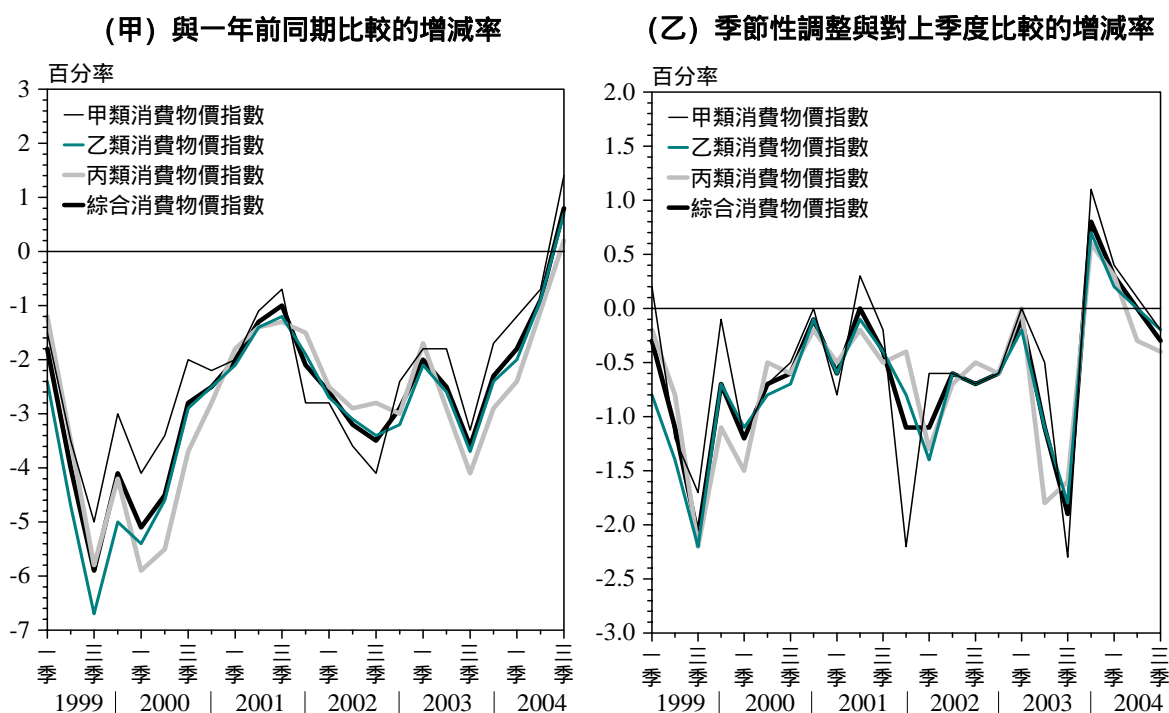 (甲) 與一年前同期比較的增減率
百分率
甲類消費物價指數
乙類消費物價指數
丙類消費物價指數
綜合消費物價指數
3
2
1
0
-1
-2
-3
-4
-5
-6
-7
一季 三季 一季 三季 一季 三季 一季 三季 一季 三季 一季 三季
1999 2000 2001 2002 2003 2004
(乙) 季節性調整與對上季度比較的增減率
百分率
甲類消費物價指數
乙類消費物價指數
丙類消費物價指數
綜合消費物價指數
2.0
1.5
1.0
0.5
0.0
-0.5
-1.0
-1.5
-2.0
-2.5
-3.0
一季 三季 一季 三季 一季 三季 一季 三季 一季 三季 一季 三季
1999 2000 2001 2002 2003 2004